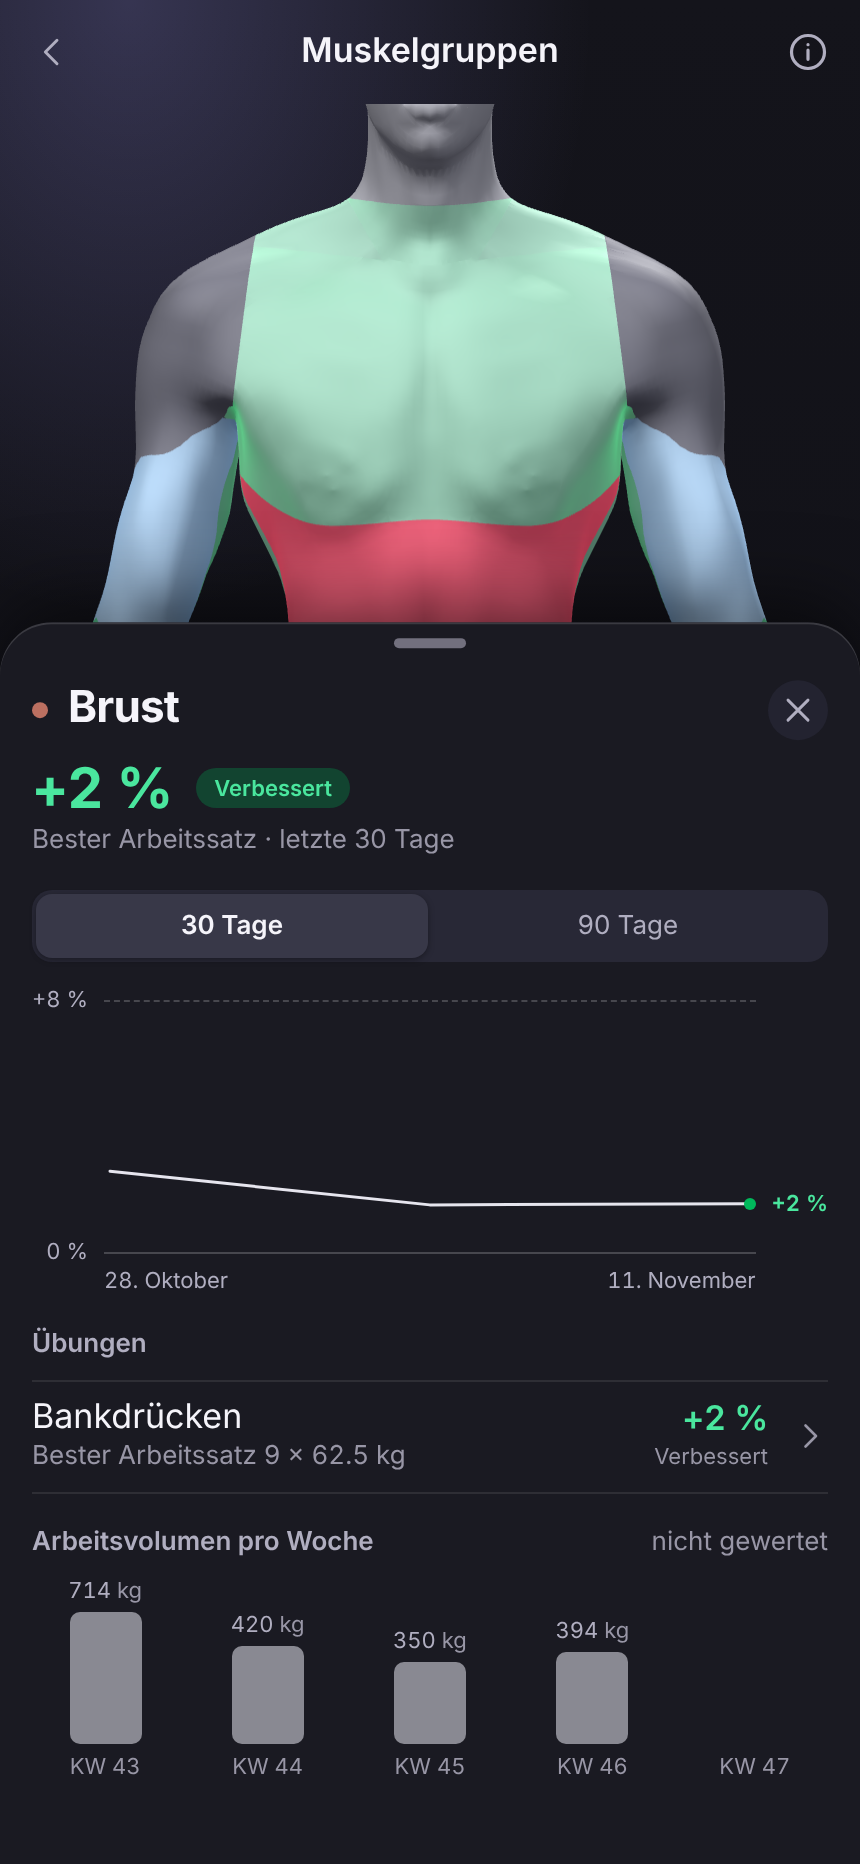 Muskelgruppen
Brust
+2 % Verbessert
Bester Arbeitssatz · letzte 30 Tage
30 Tage 90 Tage
+8 %
+2 %
0 %
28. Oktober 11. November
Übungen
Bankdrücken +2 %
Bester Arbeitssatz 9 × 62.5 kg Verbessert
Arbeitsvolumen pro Woche nicht gewertet
714 kg 420 kg 350 kg 394 kg
KW 43 KW 44 KW 45 KW 46 KW 47